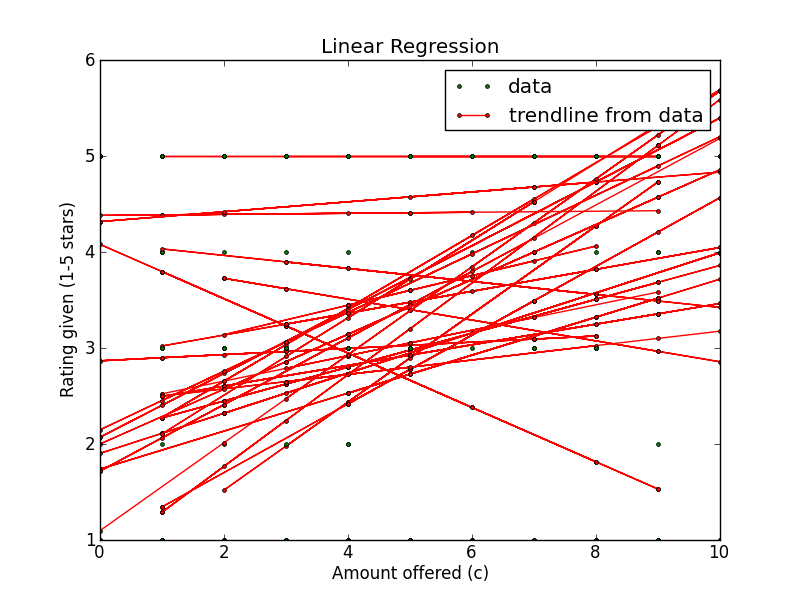 Linear Regression
data
trendline from data
Rating given (1-5 stars)
6
5
4
3
2
1
0
2
4
6
8
10
Amount offered (c)